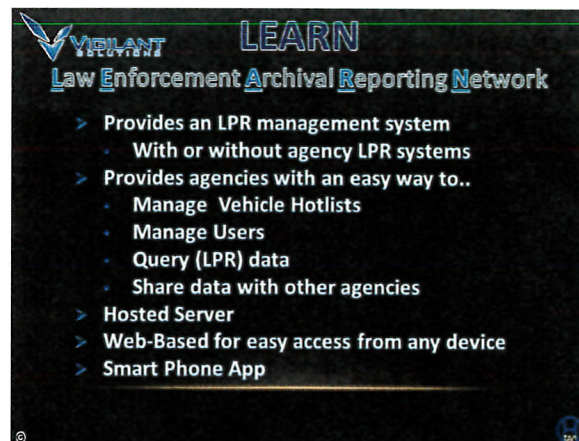 VIGILANT SOLUTIONS
LEARN
Law Enforcement Archival Reporting Network
Provides an LPR management system
With or without agency LPR systems
Provides agencies with an easy way to..
Manage Vehicle Hotlists
Manage Users
Query (LPR) data
Share data with other agencies
Hosted Server
Web-Based for easy access from any device
Smart Phone App
©